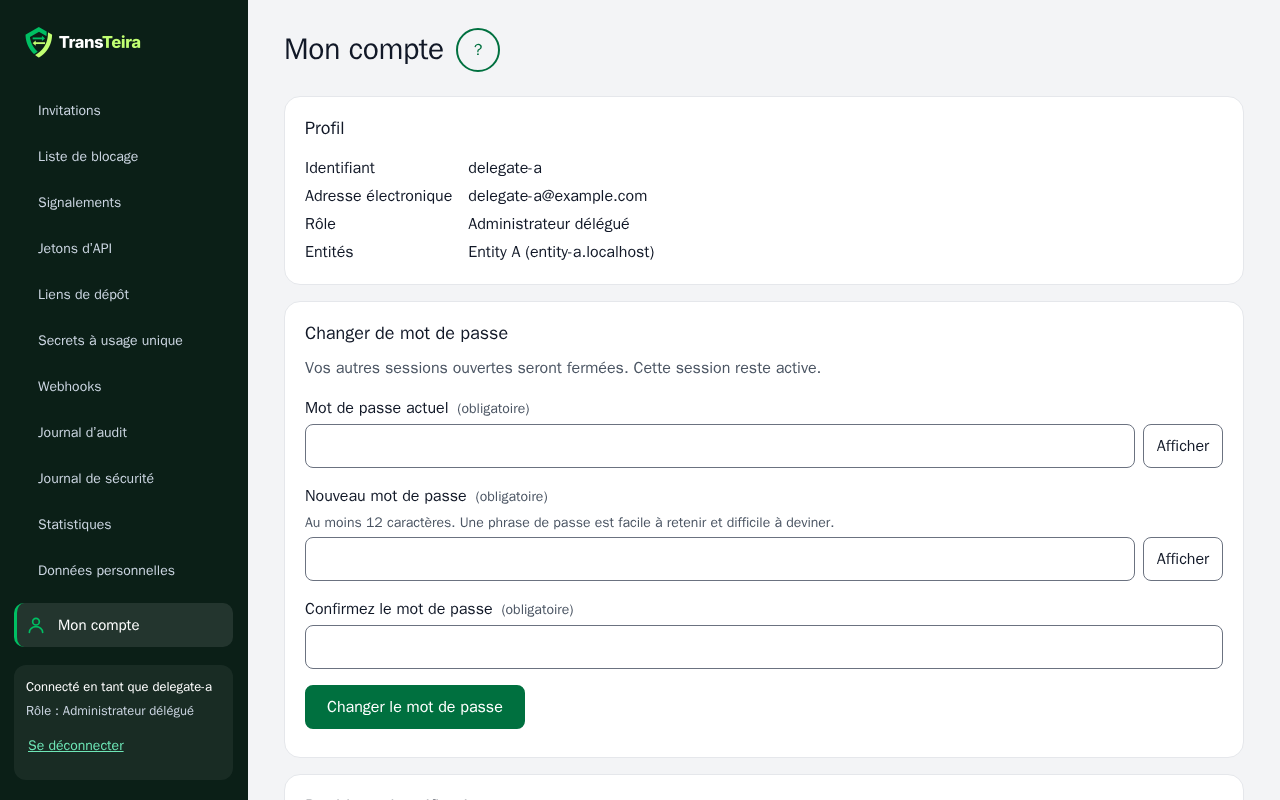 TransTeira
Invitations
Liste de blocage
Signalements
Jetons d'API
Liens de dépôt
Secrets à usage unique
Webhooks
Journal d'audit
Journal de sécurité
Statistiques
Données personnelles
Mon compte
Connecté en tant que delegate-a
Rôle : Administrateur délégué
Se déconnecter
Mon compte ?
Profil
Identifiant delegate-a
Adresse électronique delegate-a@example.com
Rôle Administrateur délégué
Entités Entity A (entity-a.localhost)
Changer de mot de passe
Vos autres sessions ouvertes seront fermées. Cette session reste active.
Mot de passe actuel (obligatoire)
Afficher
Nouveau mot de passe (obligatoire)
Au moins 12 caractères. Une phrase de passe est facile à retenir et difficile à deviner.
Afficher
Confirmez le mot de passe (obligatoire)
Changer le mot de passe